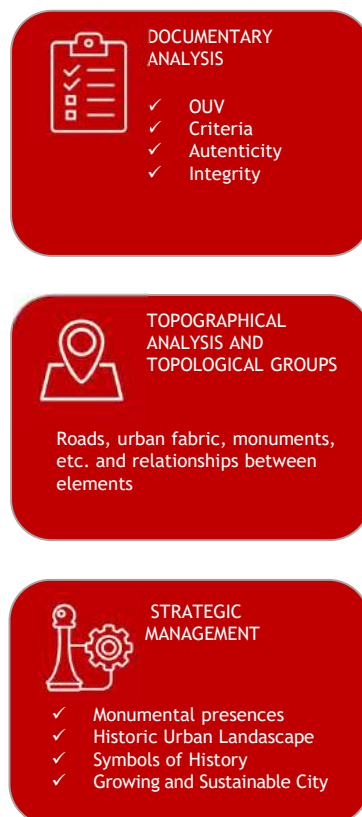 DOCUMENTARY
ANALYSIS
✓ OUV
✓ Criteria
✓ Autenticity
✓ Integrity
TOPOGRAPHICAL
ANALYSIS AND
TOPOLOGICAL GROUPS
Roads, urban fabric, monuments,
etc. and relationships between
elements
STRATEGIC
MANAGEMENT
✓ Monumental presences
✓ Historic Urban Landascape
✓ Symbols of History
✓ Growing and Sustainable City